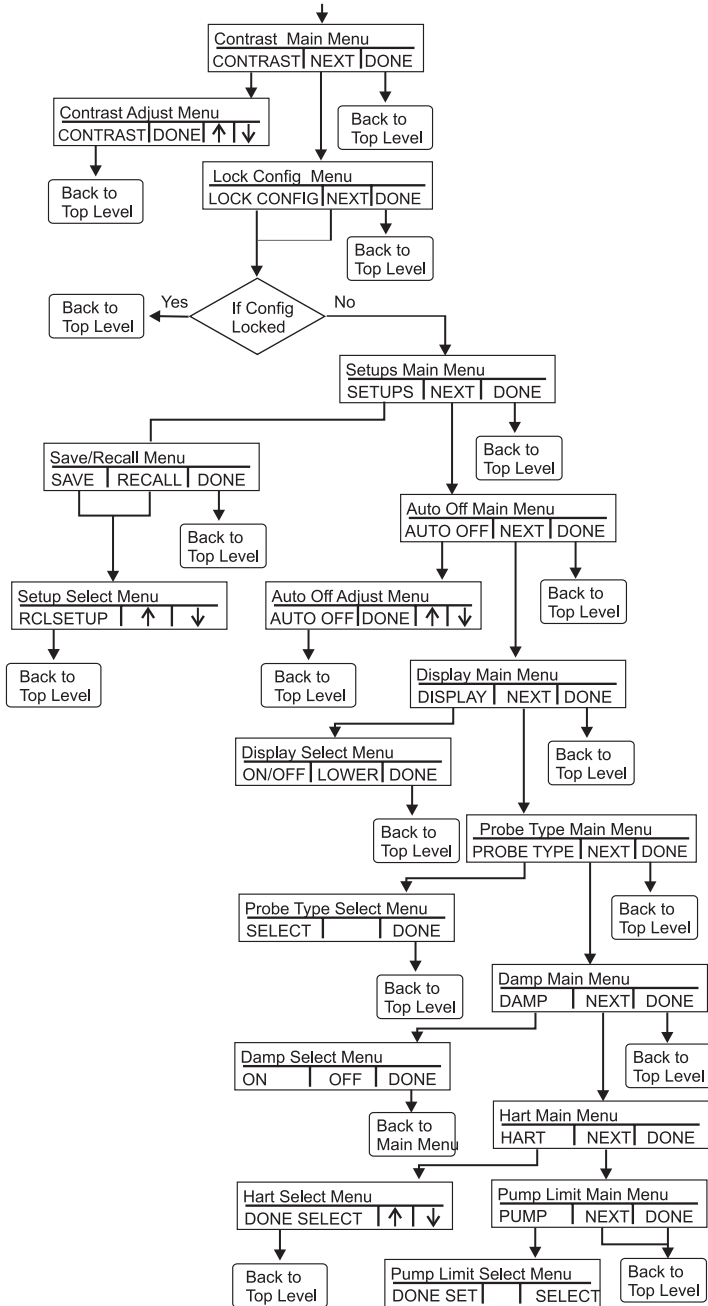 Contrast Main Menu
CONTRAST NEXT DONE
Contrast Adjust Menu
CONTRAST DONE ↑ ↓
Back to
Top Level
Back to
Top Level
Lock Config Menu
LOCK CONFIG NEXT DONE
Back to
Top Level
If Config
Locked
Yes
No
Back to
Top Level
Setups Main Menu
SETUPS NEXT DONE
Back to
Top Level
Save/Recall Menu
SAVE RECALL DONE
Back to
Top Level
Auto Off Main Menu
AUTO OFF NEXT DONE
Back to
Top Level
Setup Select Menu
RCLSETUP ↑ ↓
Back to
Top Level
Auto Off Adjust Menu
AUTO OFF DONE ↑ ↓
Back to
Top Level
Display Main Menu
DISPLAY NEXT DONE
Back to
Top Level
Display Select Menu
ON/OFF LOWER DONE
Back to
Top Level
Probe Type Main Menu
PROBE TYPE NEXT DONE
Back to
Top Level
Probe Type Select Menu
SELECT DONE
Back to
Top Level
Damp Main Menu
DAMP NEXT DONE
Back to
Top Level
Damp Select Menu
ON OFF DONE
Back to
Main Menu
Hart Main Menu
HART NEXT DONE
Hart Select Menu
DONE SELECT ↑ ↓
Back to
Top Level
Pump Limit Main Menu
PUMP NEXT DONE
Back to
Top Level
Pump Limit Select Menu
DONE SET SELECT